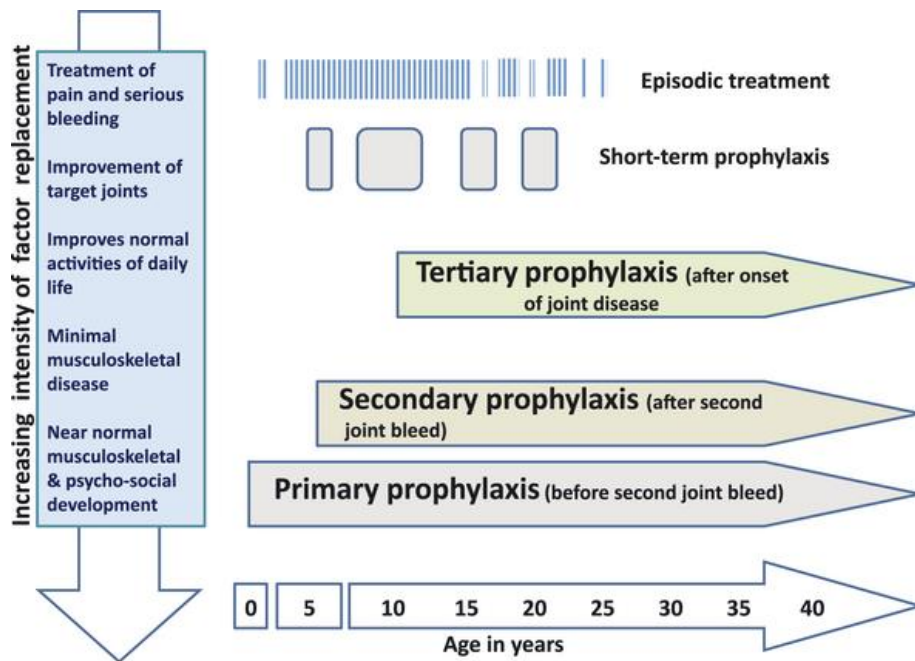 Increasing intensity of factor replacement
Treatment of
pain and serious
bleeding
Improvement of
target joints
Improves normal
activities of daily
life
Minimal
musculoskeletal
disease
Near normal
musculoskeletal
& psycho-social
development
Episodic treatment
Short-term prophylaxis
Tertiary prophylaxis (after onset
of joint disease
Secondary prophylaxis (after second
joint bleed)
Primary prophylaxis (before second joint bleed)
0 5 10 15 20 25 30 35 40
Age in years